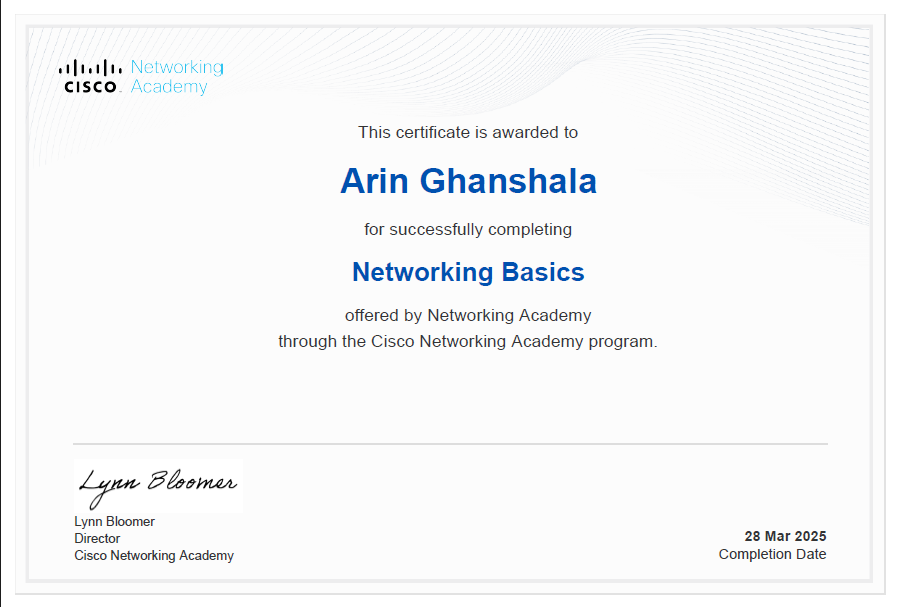 CISCO Networking
Academy
This certificate is awarded to
Arin Ghanshala
for successfully completing
Networking Basics
offered by Networking Academy
through the Cisco Networking Academy program.
Lynn Bloomer
Lynn Bloomer
Director
Cisco Networking Academy
28 Mar 2025
Completion Date